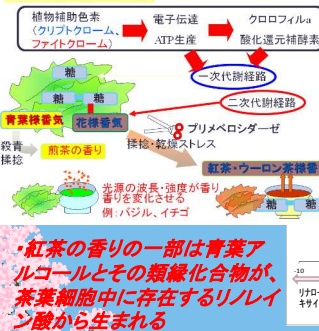 植物補助色素
(クリプトクローム、
ファイトクローム)
電子伝達
ATP生産
クロロフィルa
酸化還元補酵素
一次代謝経路
二次代謝経路
糖
糖
糖
青葉様香気
花様香気
プリメベロシダーゼ
揉捻・乾燥ストレス
殺青
揉捻
煎茶の香り
紅茶・ウーロン茶様香
光源の波長・強度が香り
香りを変化させる
例:バジル、イチゴ
糖
糖
・紅茶の香りの一部は青葉ア
ルコールとその類縁化合物が、
茶葉細胞中に存在するリノレイ
ン酸から生まれる
-10
リナロー
キサイ